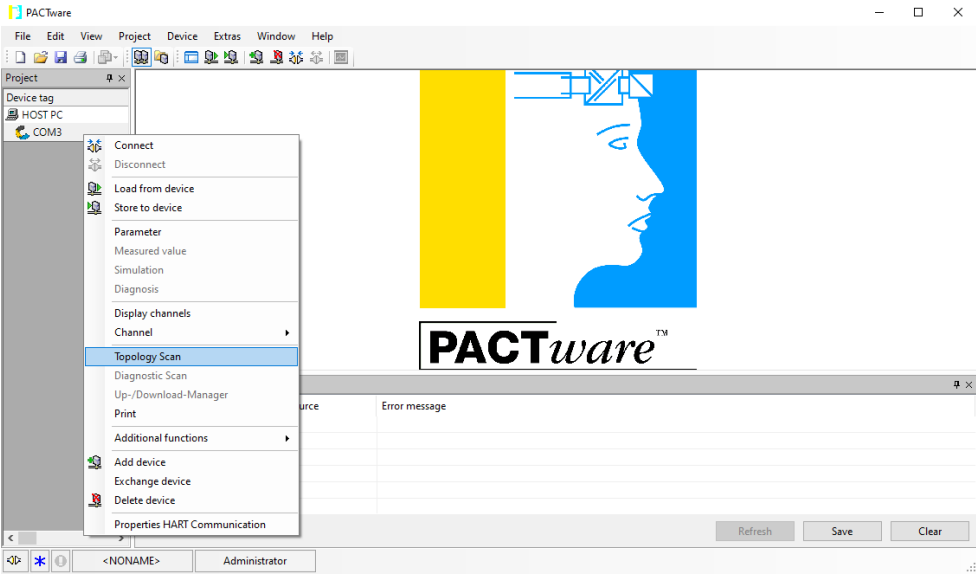 PACTware
File Edit View Project Device Extras Window Help
Project
Device tag
HOST PC
COM3
Connect
Disconnect
Load from device
Store to device
Parameter
Measured value
Simulation
Diagnosis
Display channels
Channel
Topology Scan
Diagnostic Scan
Up-/Download-Manager
Print
Additional functions
Add device
Exchange device
Delete device
Properties HART Communication
PACTware™
Error message
Refresh Save Clear
<NONAME> Administrator